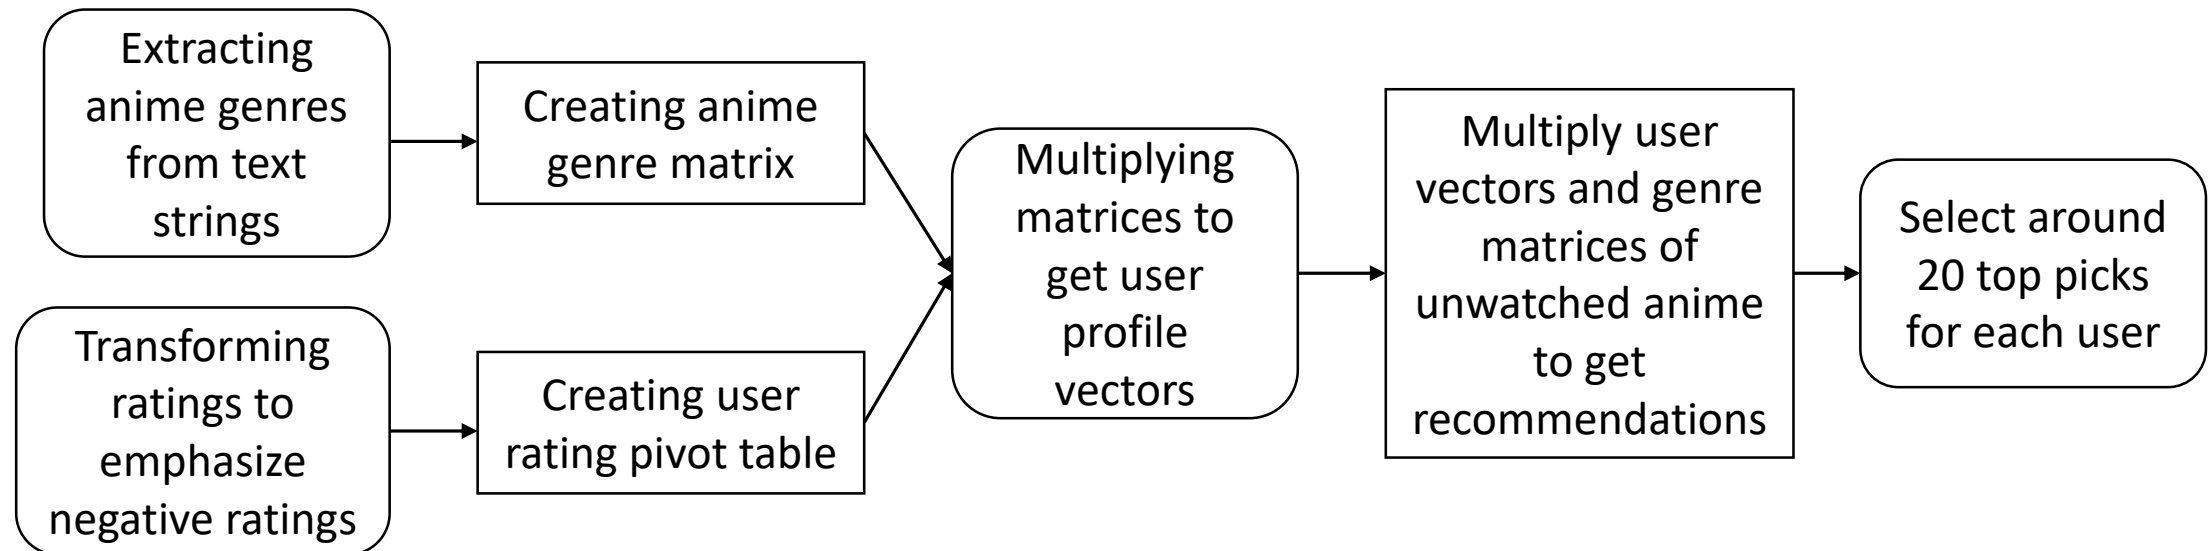 Extracting
anime genres
from text
strings
Creating anime
genre matrix
Transforming
ratings to
emphasize
negative ratings
Creating user
rating pivot table
Multiplying
matrices to
get user
profile
vectors
Multiply user
vectors and genre
matrices of
unwatched anime
to get
recommendations
Select around
20 top picks
for each user